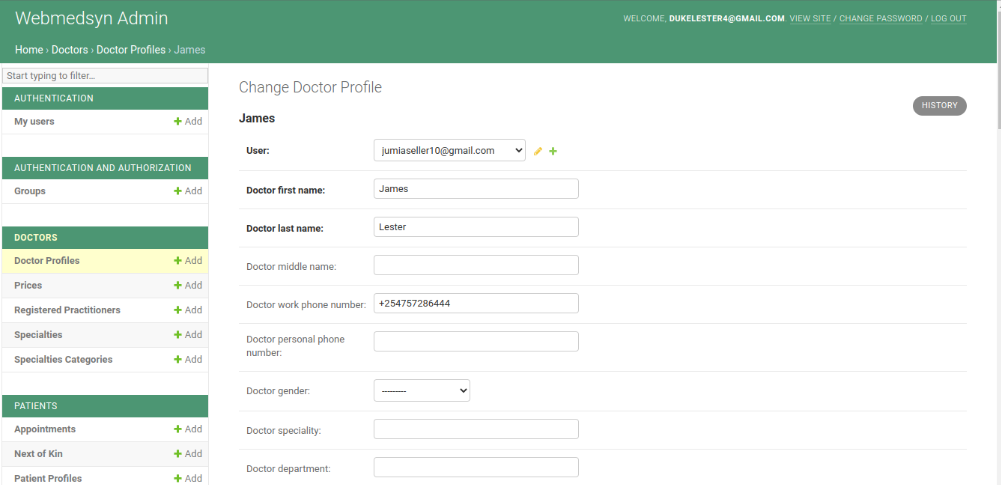 Webmedsyn Admin
WELCOME, DUKELESTER4@GMAIL.COM. VIEW SITE / CHANGE PASSWORD / LOG OUT
Home › Doctors › Doctor Profiles › James
Start typing to filter...
AUTHENTICATION
My users + Add
AUTHENTICATION AND AUTHORIZATION
Groups + Add
DOCTORS
Doctor Profiles + Add
Prices + Add
Registered Practitioners + Add
Specialties + Add
Specialties Categories + Add
PATIENTS
Appointments + Add
Next of Kin + Add
Patient Profiles + Add
Change Doctor Profile
HISTORY
James
User: jumiaseller10@gmail.com
Doctor first name: James
Doctor last name: Lester
Doctor middle name:
Doctor work phone number: +254757286444
Doctor personal phone
number:
Doctor gender: ---------
Doctor speciality:
Doctor department: